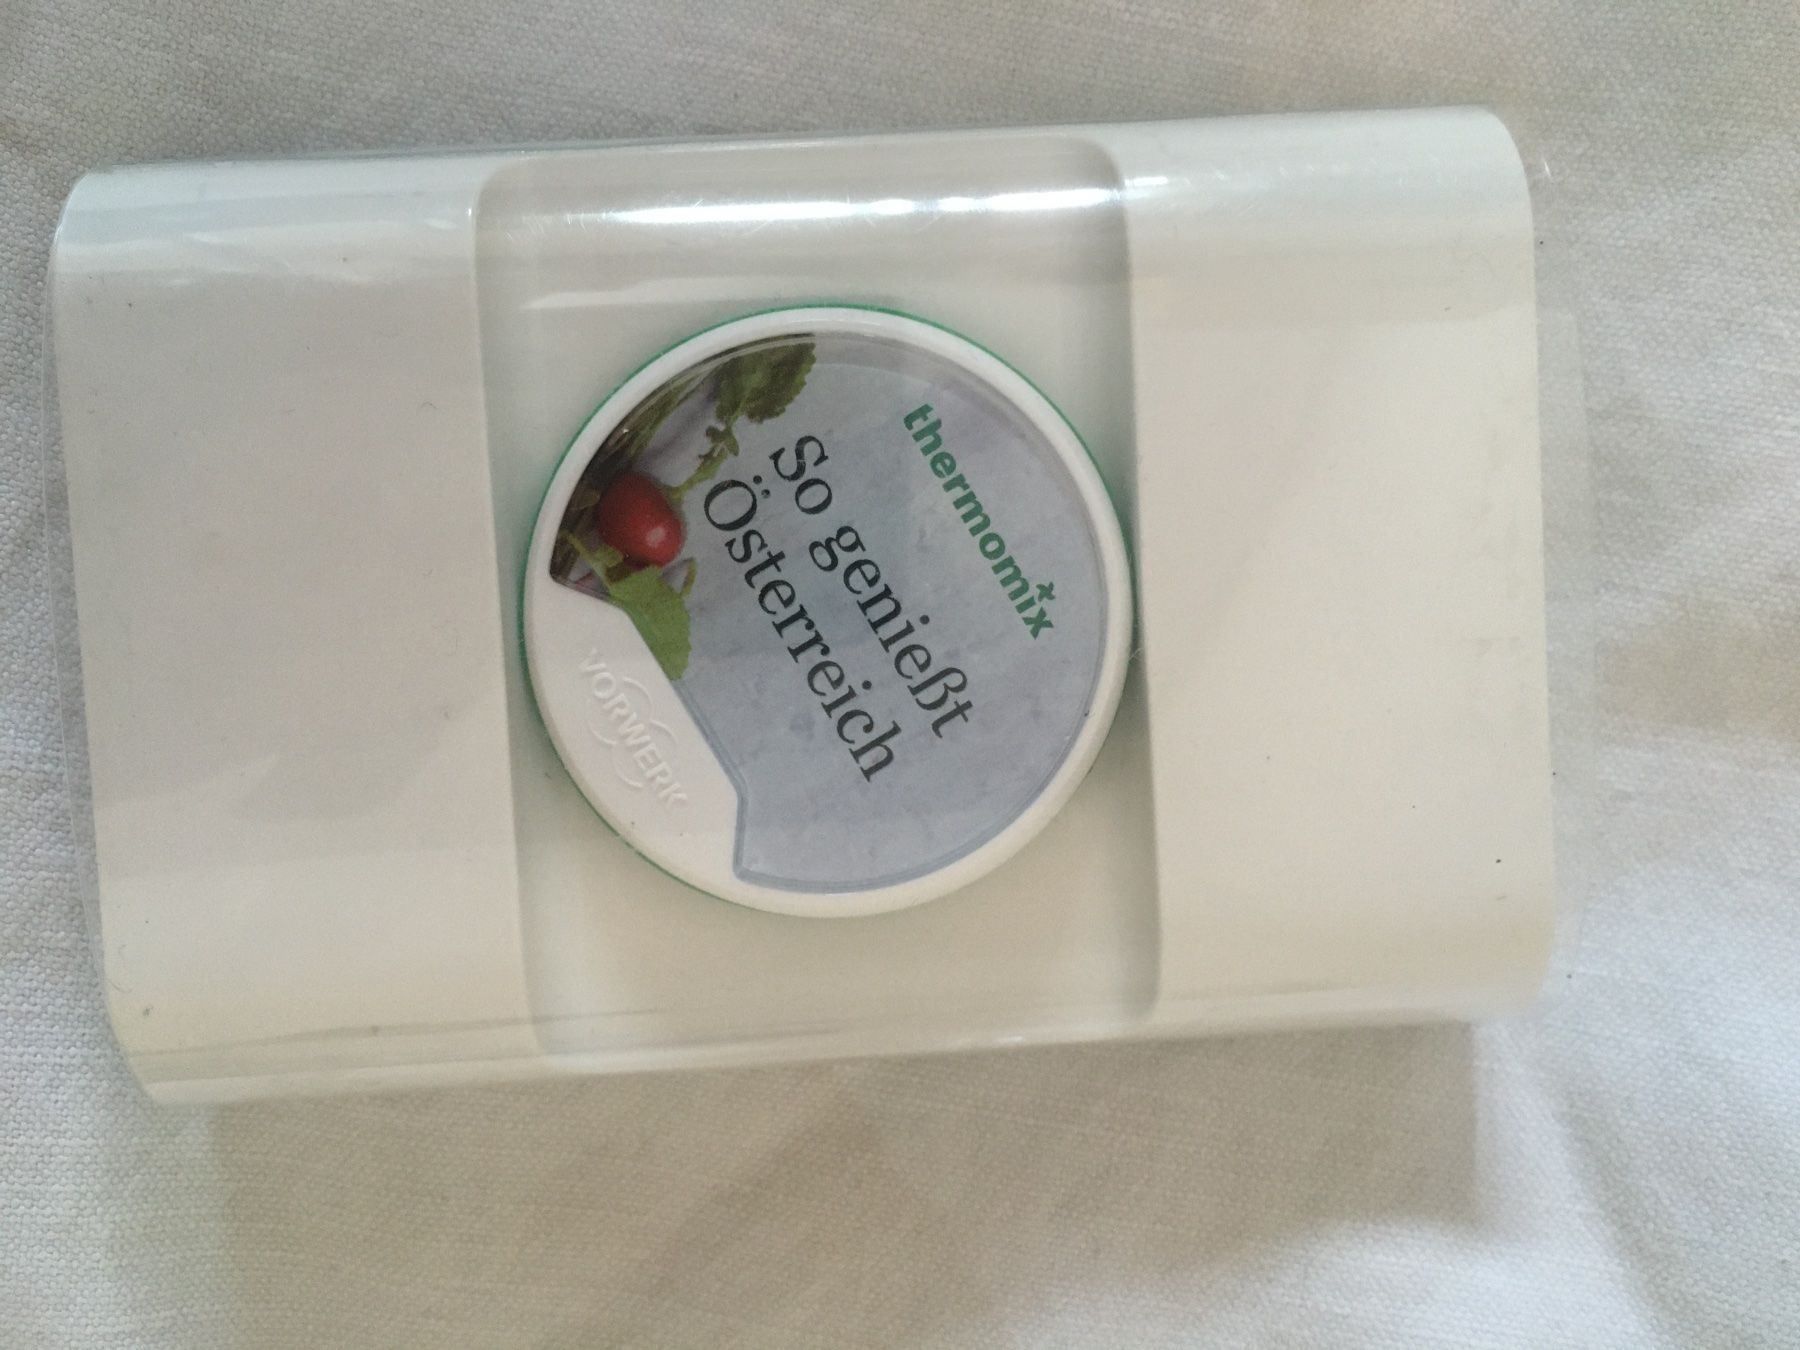 thermomix
So genießt
Österreich
VORWERK